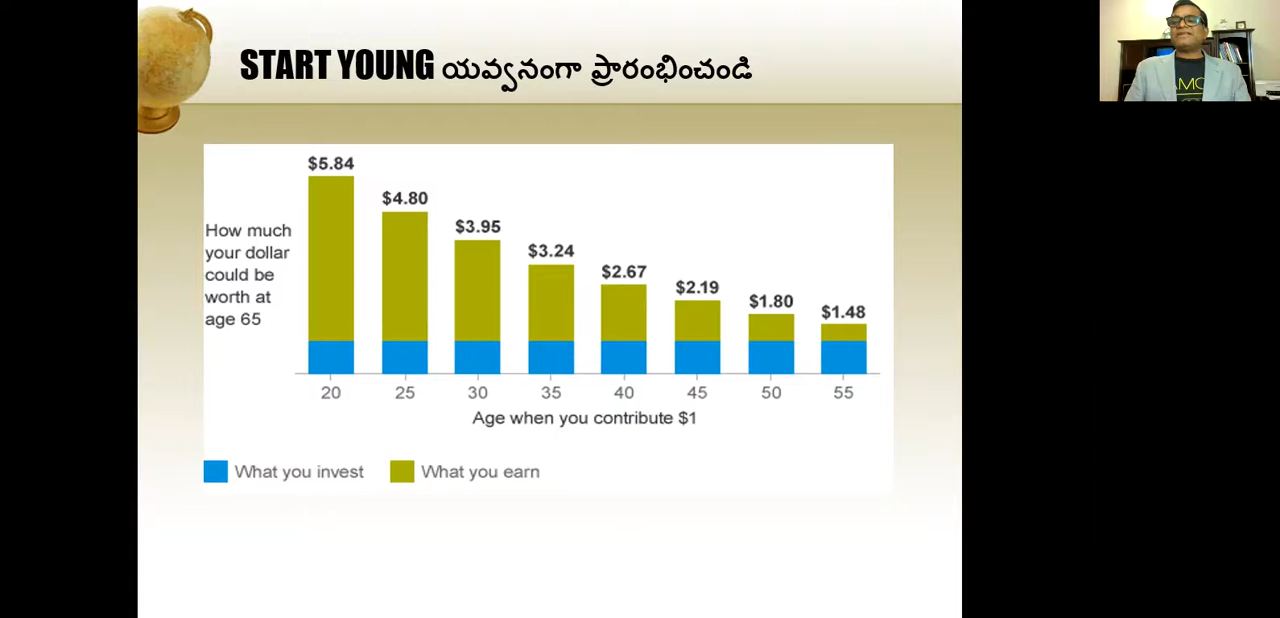 START YOUNG యవ్వనంగా ప్రారంభించండి
$5.84
$4.80
$3.95
$3.24
$2.67
$2.19
$1.80
$1.48
How much
your dollar
could be
worth at
age 65
20 25 30 35 40 45 50 55
Age when you contribute $1
What you invest What you earn